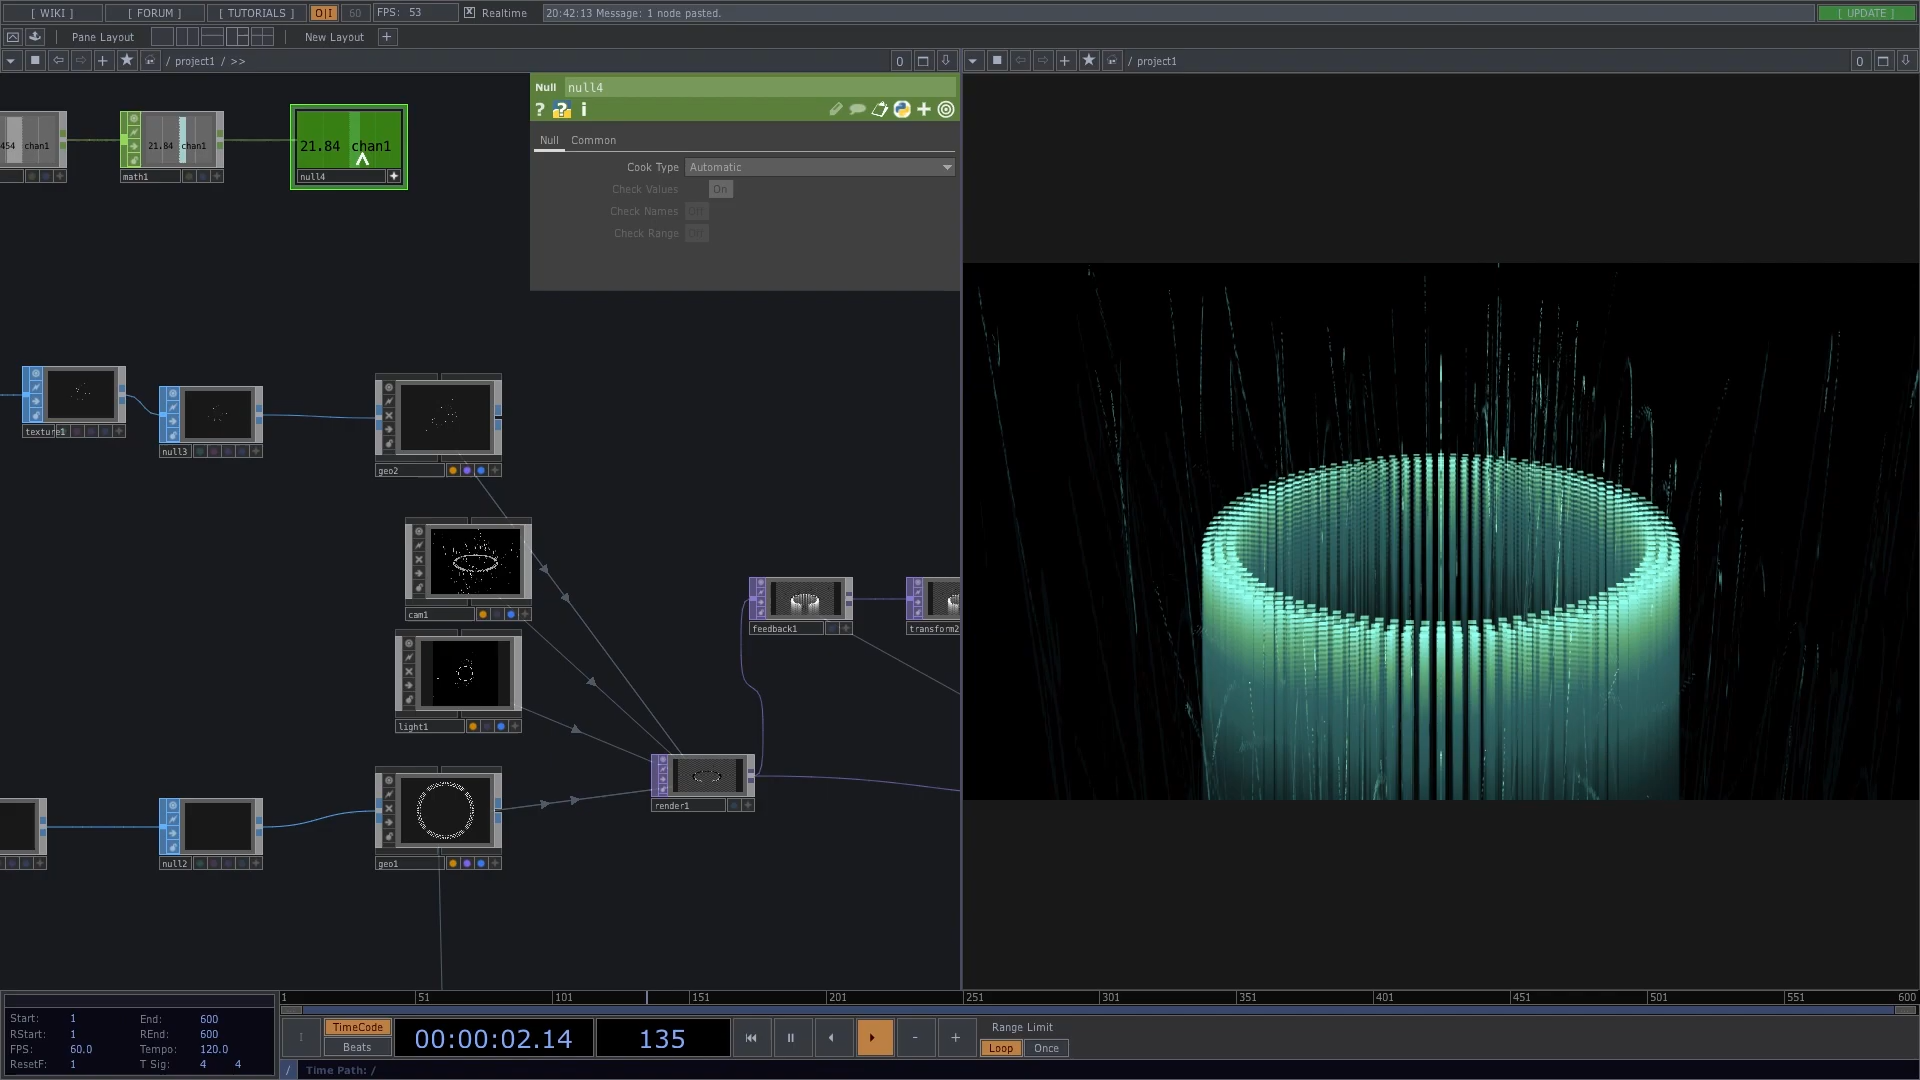 [ WIKI ] [ FORUM ] [ TUTORIALS ] O|I 60 FPS: 53 Realtime 20:42:13 Message: 1 node pasted. [ UPDATE ]
Pane Layout New Layout +
/ project1 / >> 0
/ project1 0
Null null4
? ? i
Null Common
Cook Type Automatic
Check Values On
Check Names Off
Check Range Off
454 chan1
21.84 chan1
21.84 chan1
math1
null4
texture1
null3
geo2
cam1
feedback1
transform2
light1
render1
null2
geo1
1 51 101 151 201 251 301 351 401 451 501 551 600
Start: 1 End: 600
RStart: 1 REnd: 600
FPS: 60.0 Tempo: 120.0
ResetF: 1 T Sig: 4 4
TimeCode
Beats
00:00:02.14
135
- +
Range Limit
Loop Once
/ Time Path: /